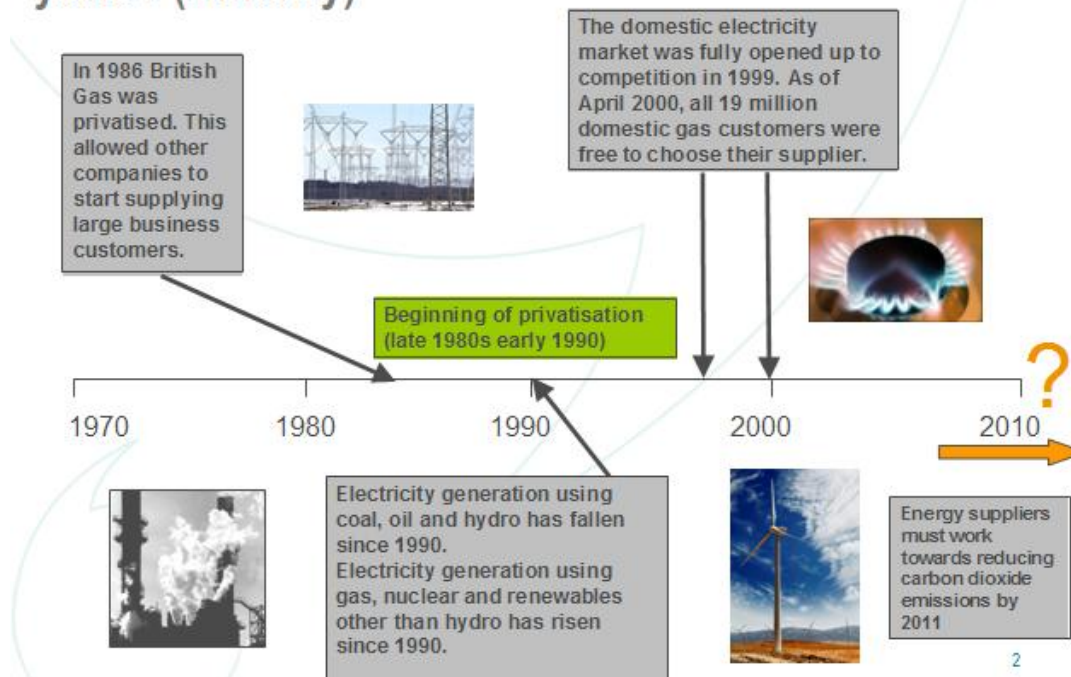 In 1986 British
Gas was
privatised. This
allowed other
companies to
start supplying
large business
customers.
The domestic electricity
market was fully opened up to
competition in 1999. As of
April 2000, all 19 million
domestic gas customers were
free to choose their supplier.
Beginning of privatisation
(late 1980s early 1990)
?
1970 1980 1990 2000 2010
Electricity generation using
coal, oil and hydro has fallen
since 1990.
Electricity generation using
gas, nuclear and renewables
other than hydro has risen
since 1990.
Energy suppliers
must work
towards reducing
carbon dioxide
emissions by
2011
2